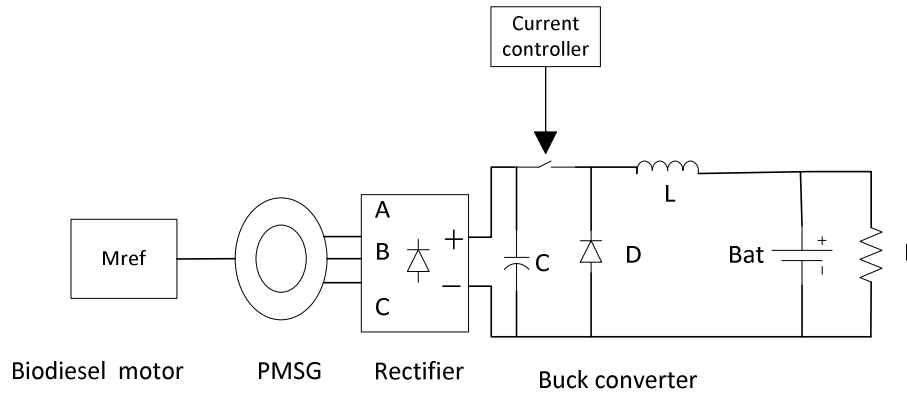 Current
controller
L
A
Mref
B
+
C
D
Bat
+
C
Biodiesel motor
PMSG
Rectifier
Buck converter